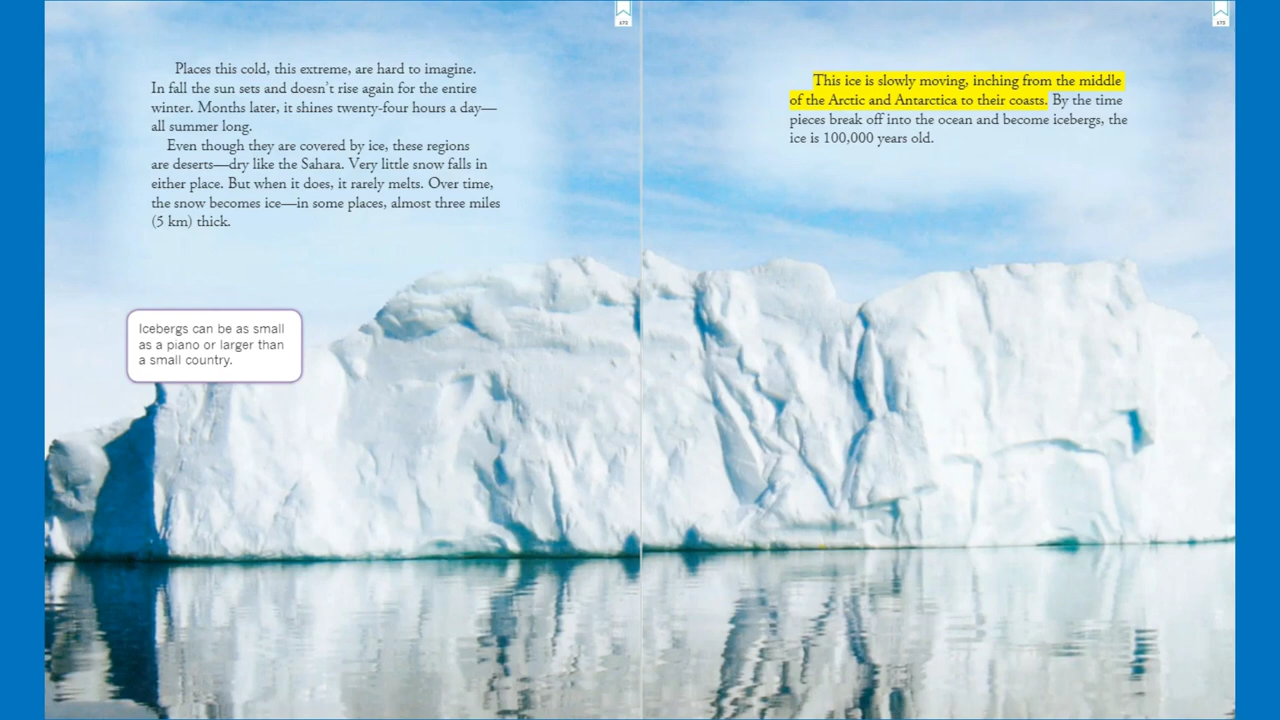 Places this cold, this extreme, are hard to imagine.
In fall the sun sets and doesn't rise again for the entire
winter. Months later, it shines twenty-four hours a day—
all summer long.
Even though they are covered by ice, these regions
are deserts—dry like the Sahara. Very little snow falls in
either place. But when it does, it rarely melts. Over time,
the snow becomes ice—in some places, almost three miles
(5 km) thick.
Icebergs can be as small
as a piano or larger than
a small country.
This ice is slowly moving, inching from the middle
of the Arctic and Antarctica to their coasts. By the time
pieces break off into the ocean and become icebergs, the
ice is 100,000 years old.